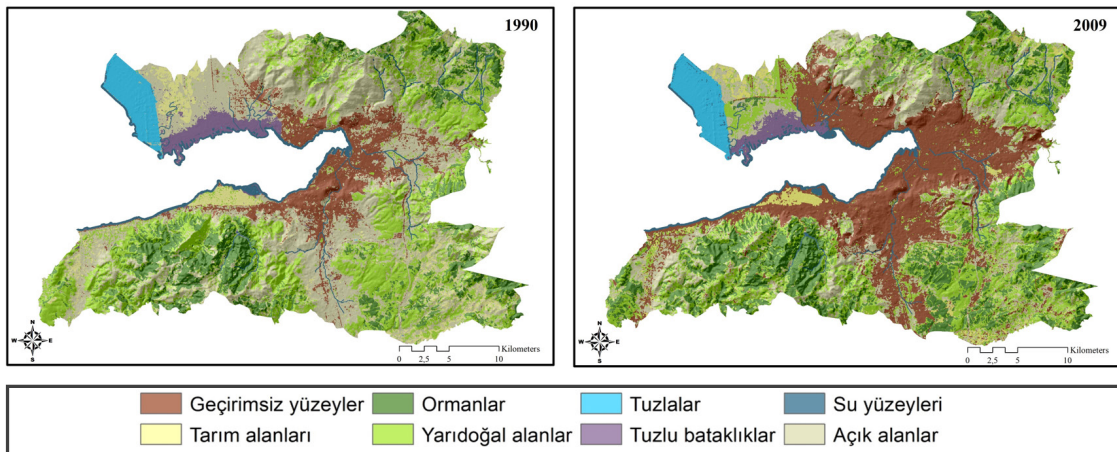 1990
2009
N
W E
S
0 2,5 5 10 Kilometers
N
W E
S
0 2,5 5 10 Kilometers
Geçirimsiz yüzeyler Ormanlar Tuzlalar Su yüzeyleri
Tarım alanları Yarıdoğal alanlar Tuzlu bataklıklar Açık alanlar